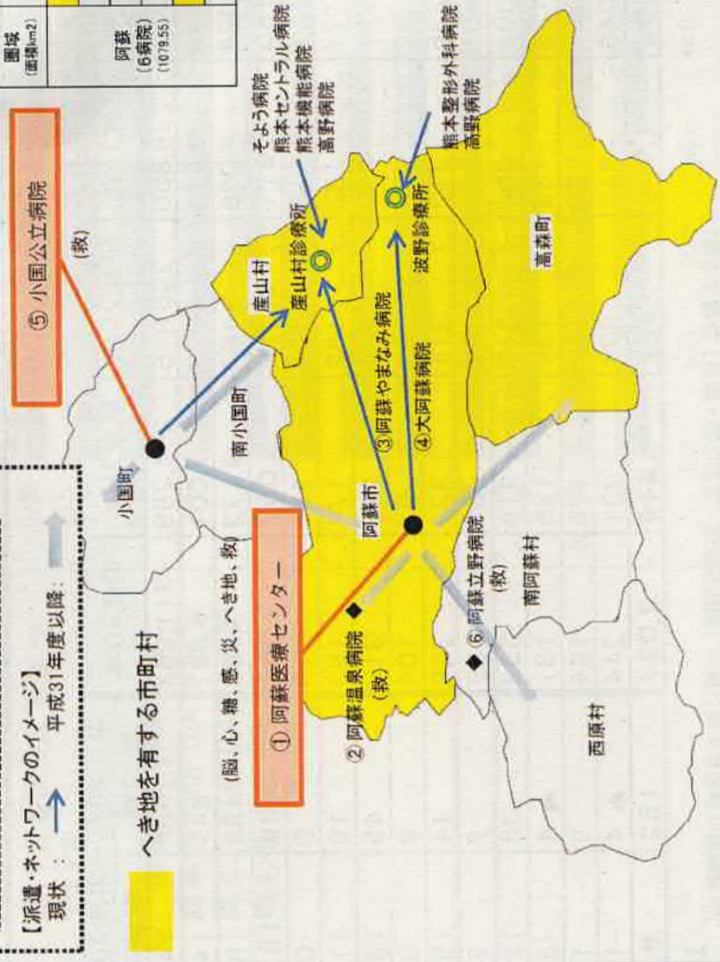 【派遣・ネットワークのイメージ】
現状：
平成31年度以降：
へき地を有する市町村
圏域
(面積km2)
阿蘇
(6病院)
(1079.55)
⑤ 小国公立病院
(救)
小国町
南小国町
産山村
産山村診療所
そよう病院
熊本セントラル病院
熊本機能病院
高野病院
(脳、心、糖、感、災、へき地、救)
① 阿蘇医療センター
② 阿蘇温泉病院
(救)
阿蘇市
③阿蘇やまなみ病院
④大阿蘇病院
波野診療所
熊本整形外科病院
高野病院
高森町
⑥ 阿蘇立野病院
(救)
南阿蘇村
西原村